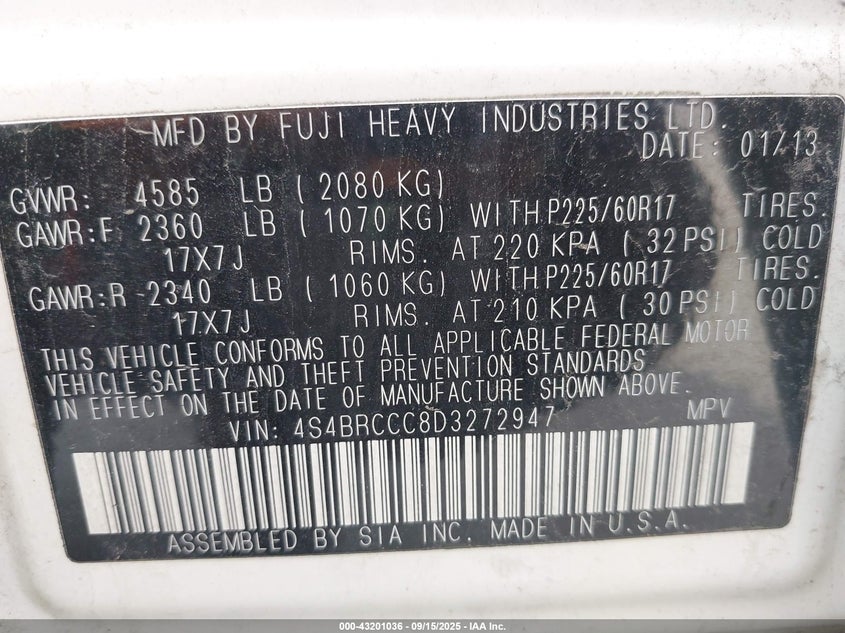 MFD BY FUJI HEAVY INDUSTRIES LTD.
DATE: 01/13
GVWR: 4585 LB ( 2080 KG)
GAWR:F 2360 LB ( 1070 KG) WITH P225/60R17 TIRES.
17X7J RIMS. AT 220 KPA ( 32 PSI) COLD
GAWR:R -2340 LB ( 1060 KG) WITH P225/60R17 TIRES.
17X7J RIMS. AT 210 KPA ( 30 PSI) COLD
THIS VEHICLE CONFORMS TO ALL APPLICABLE FEDERAL MOTOR
VEHICLE SAFETY AND THEFT PREVENTION STANDARDS
IN EFFECT ON THE DATE OF MANUFACTURE SHOWN ABOVE.
VIN: 4S4BRCCC8D3272947 MPV
ASSEMBLED BY SIA INC. MADE IN U.S.A.
000-43201036 - 09/15/2025 - IAA Inc.